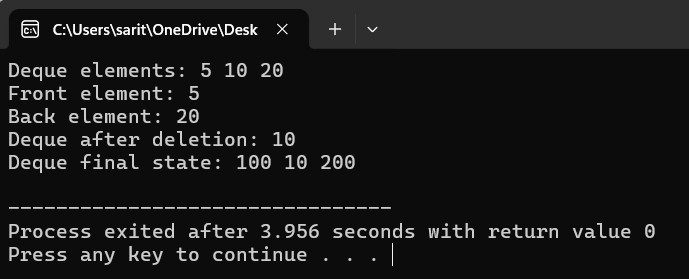 C:\Users\sarit\OneDrive\Desk
Deque elements: 5 10 20
Front element: 5
Back element: 20
Deque after deletion: 10
Deque final state: 100 10 200
--------------------------------
Process exited after 3.956 seconds with return value 0
Press any key to continue . . .